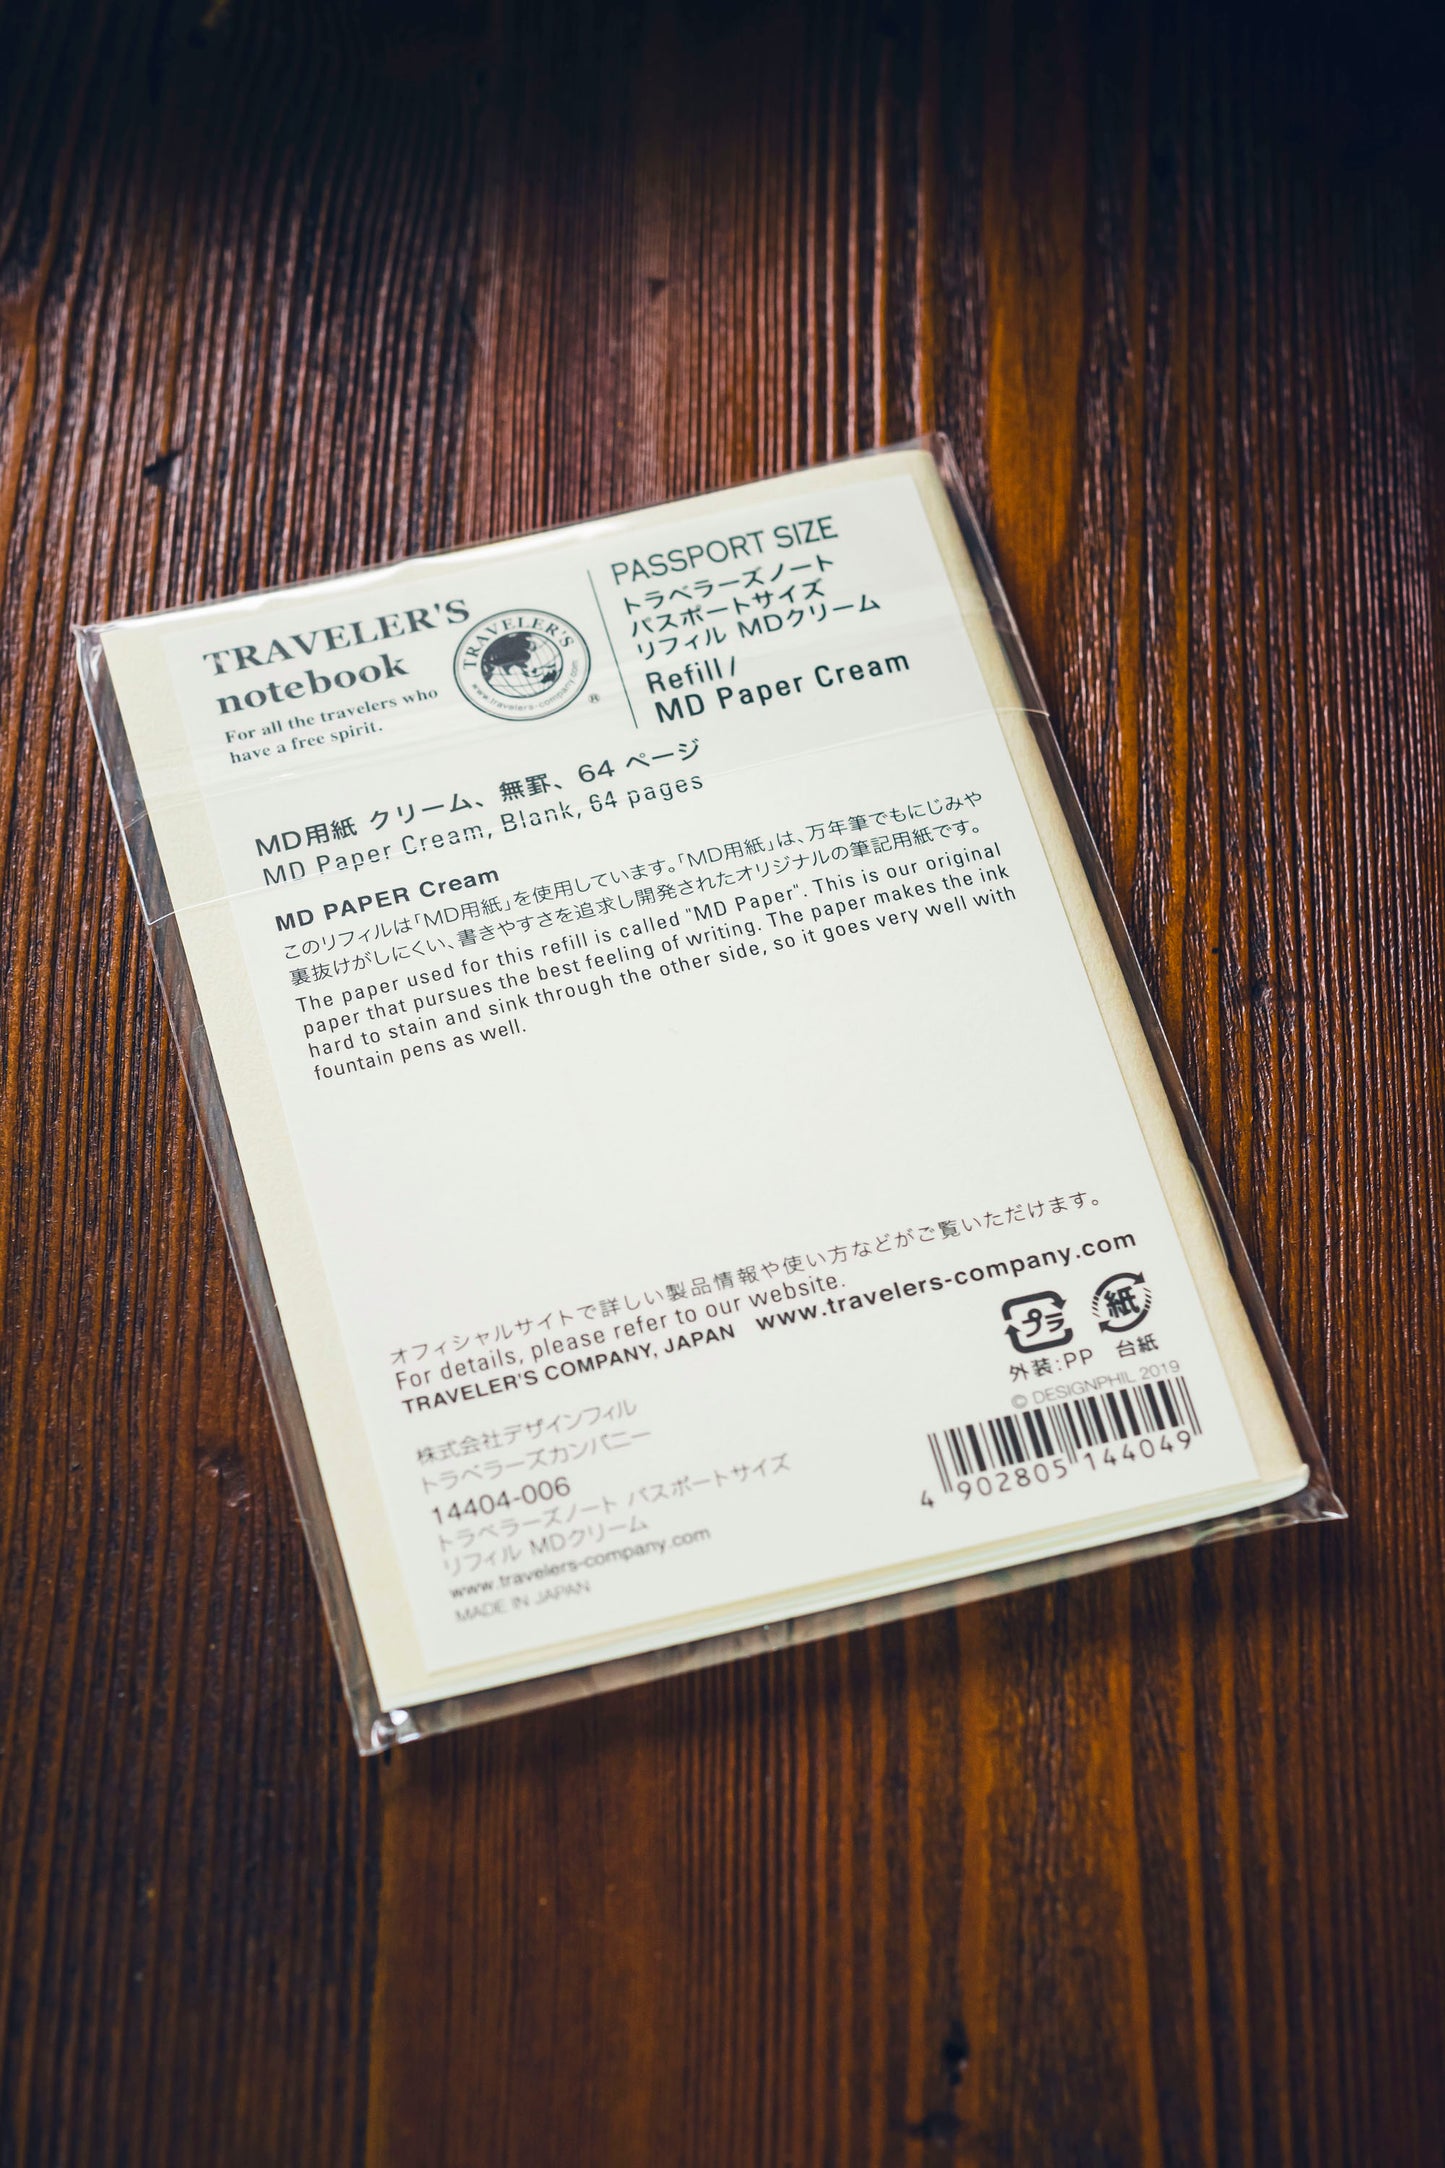 TRAVELER'S
notebook
For all the travelers who
have a free spirit.
TRAVELER'S
www.travelers-company.com
®
PASSPORT SIZE
トラベラーズノート
パスポートサイズ
リフィル MDクリーム
Refill /
MD Paper Cream
MD用紙 クリーム、無罫、64 ページ
MD Paper Cream, Blank, 64 pages
MD PAPER Cream
このリフィルは「MD用紙」を使用しています。「MD用紙」は、万年筆でもにじみや
裏抜けがしにくい、書きやすさを追求し開発されたオリジナルの筆記用紙です。
The paper used for this refill is called "MD Paper". This is our original
paper that pursues the best feeling of writing. The paper makes the ink
hard to stain and sink through the other side, so it goes very well with
fountain pens as well.
オフィシャルサイトで詳しい製品情報や使い方などがご覧いただけます。
For details, please refer to our website.
TRAVELER'S COMPANY, JAPAN www.travelers-company.com
プラ
外装:PP
紙
台紙
© DESIGNPHIL 2019
4 902805 144049
株式会社デザインフィル
トラベラーズカンパニー
14404-006
トラベラーズノート パスポートサイズ
リフィル MDクリーム
www.travelers-company.com
MADE IN JAPAN